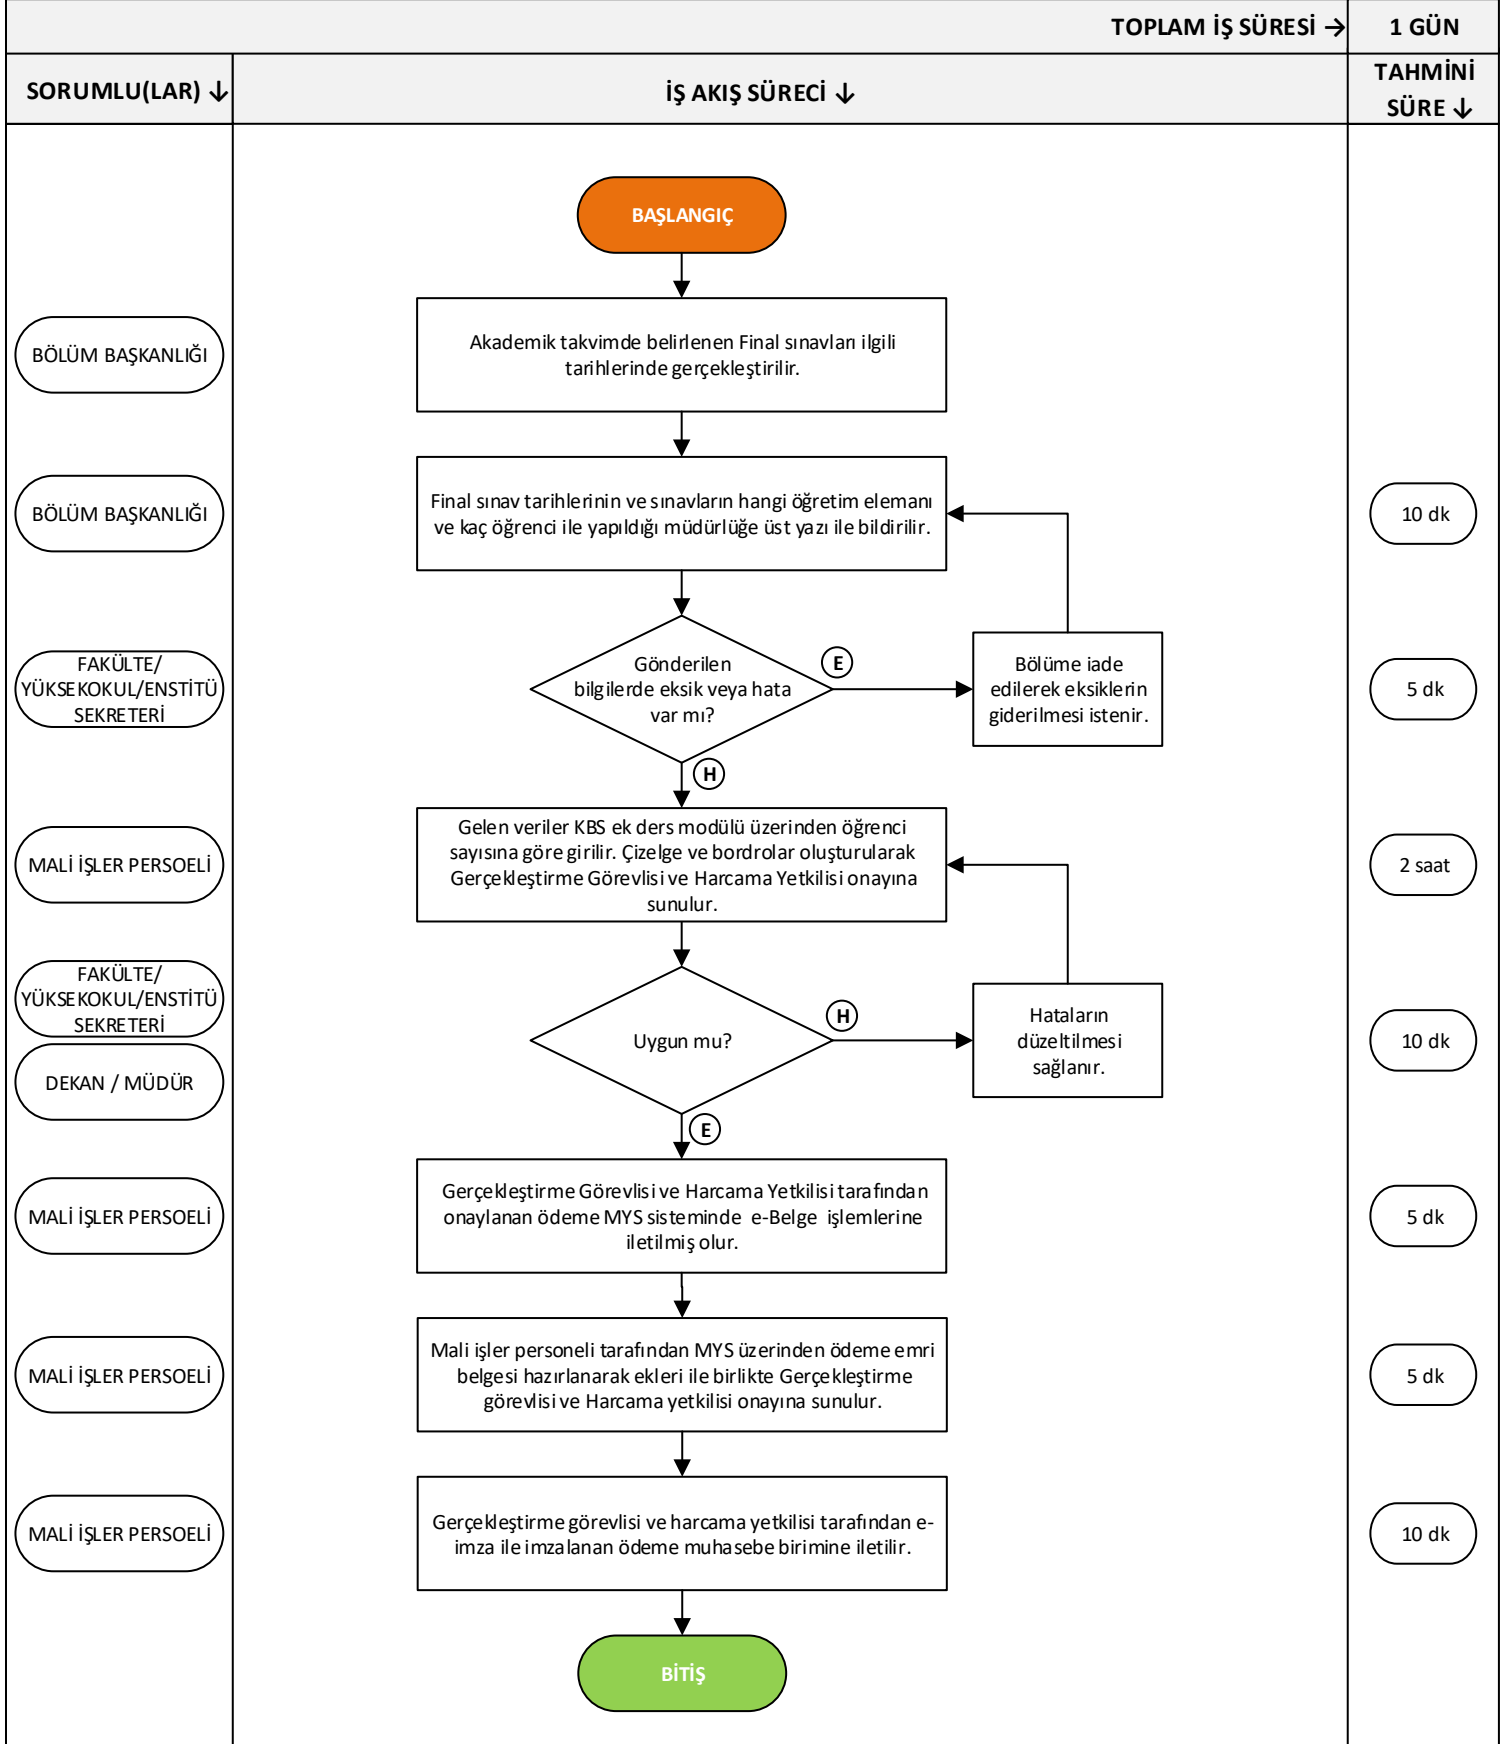 TOPLAM İŞ SÜRESİ → 1 GÜN
SORUMLU(LAR) ↓
İŞ AKIŞ SÜRECİ ↓
TAHMİNİ
SÜRE ↓
BAŞLANGIÇ
BÖLÜM BAŞKANLIĞI
Akademik takvimde belirlenen Final sınavları ilgili
tarihlerinde gerçekleştirilir.
BÖLÜM BAŞKANLIĞI
Final sınav tarihlerinin ve sınavların hangi öğretim elemanı
ve kaç öğrenci ile yapıldığı müdürlüğe üst yazı ile bildirilir.
10 dk
FAKÜLTE/
YÜKSEKOKUL/ENSTİTÜ
SEKRETERİ
Gönderilen
bilgilerde eksik veya hata
var mı?
E
Bölüme iade
edilerek eksiklerin
giderilmesi istenir.
5 dk
H
MALİ İŞLER PERSOELİ
Gelen veriler KBS ek ders modülü üzerinden öğrenci
sayısına göre girilir. Çizelge ve bordrolar oluşturularak
Gerçekleştirme Görevlisi ve Harcama Yetkilisi onayına
sunulur.
2 saat
FAKÜLTE/
YÜKSEKOKUL/ENSTİTÜ
SEKRETERİ
DEKAN / MÜDÜR
Uygun mu?
H
Hataların
düzeltilmesi
sağlanır.
10 dk
E
MALİ İŞLER PERSOELİ
Gerçekleştirme Görevlisi ve Harcama Yetkilisi tarafından
onaylanan ödeme MYS sisteminde e-Belge işlemlerine
iletilmiş olur.
5 dk
MALİ İŞLER PERSOELİ
Mali işler personeli tarafından MYS üzerinden ödeme emri
belgesi hazırlanarak ekleri ile birlikte Gerçekleştirme
görevlisi ve Harcama yetkilisi onayına sunulur.
5 dk
MALİ İŞLER PERSOELİ
Gerçekleştirme görevlisi ve harcama yetkilisi tarafından e-
imza ile imzalanan ödeme muhasebe birimine iletilir.
10 dk
BİTİŞ